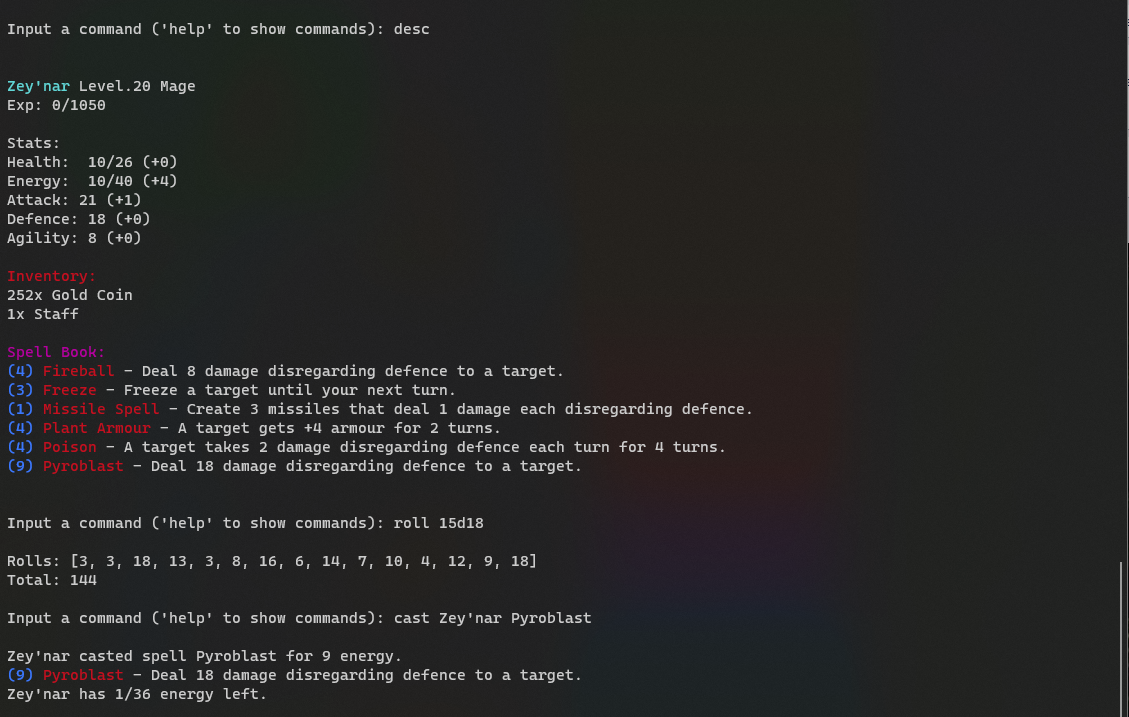 Input a command ('help' to show commands): desc
Zey'nar Level.20 Mage
Exp: 0/1050
Stats:
Health:  10/26 (+0)
Energy:  10/40 (+4)
Attack: 21 (+1)
Defence: 18 (+0)
Agility: 8 (+0)
Inventory:
252x Gold Coin
1x Staff
Spell Book:
(4) Fireball - Deal 8 damage disregarding defence to a target.
(3) Freeze - Freeze a target until your next turn.
(1) Missile Spell - Create 3 missiles that deal 1 damage each disregarding defence.
(4) Plant Armour - A target gets +4 armour for 2 turns.
(4) Poison - A target takes 2 damage disregarding defence each turn for 4 turns.
(9) Pyroblast - Deal 18 damage disregarding defence to a target.
Input a command ('help' to show commands): roll 15d18
Rolls: [3, 3, 18, 13, 3, 8, 16, 6, 14, 7, 10, 4, 12, 9, 18]
Total: 144
Input a command ('help' to show commands): cast Zey'nar Pyroblast
Zey'nar casted spell Pyroblast for 9 energy.
(9) Pyroblast - Deal 18 damage disregarding defence to a target.
Zey'nar has 1/36 energy left.